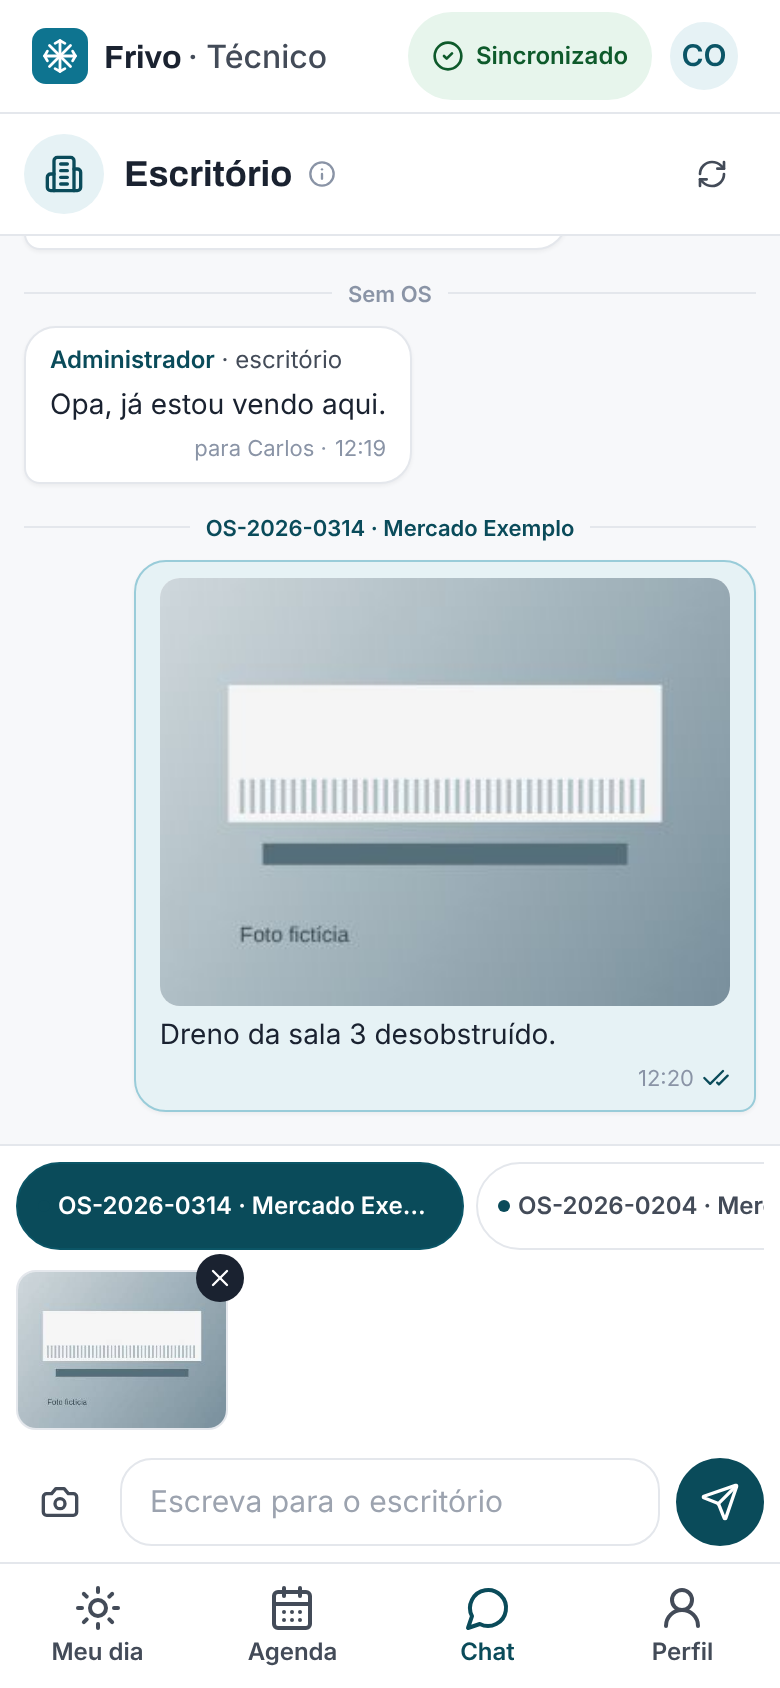 Frivo · Técnico
Sincronizado
CO
Escritório
Sem OS
Administrador · escritório
Opa, já estou vendo aqui.
para Carlos · 12:19
OS-2026-0314 · Mercado Exemplo
Foto fictícia
Dreno da sala 3 desobstruído.
12:20
OS-2026-0314 · Mercado Exe...
OS-2026-0204 · Mer
Foto fictícia
Escreva para o escritório
Meu dia
Agenda
Chat
Perfil